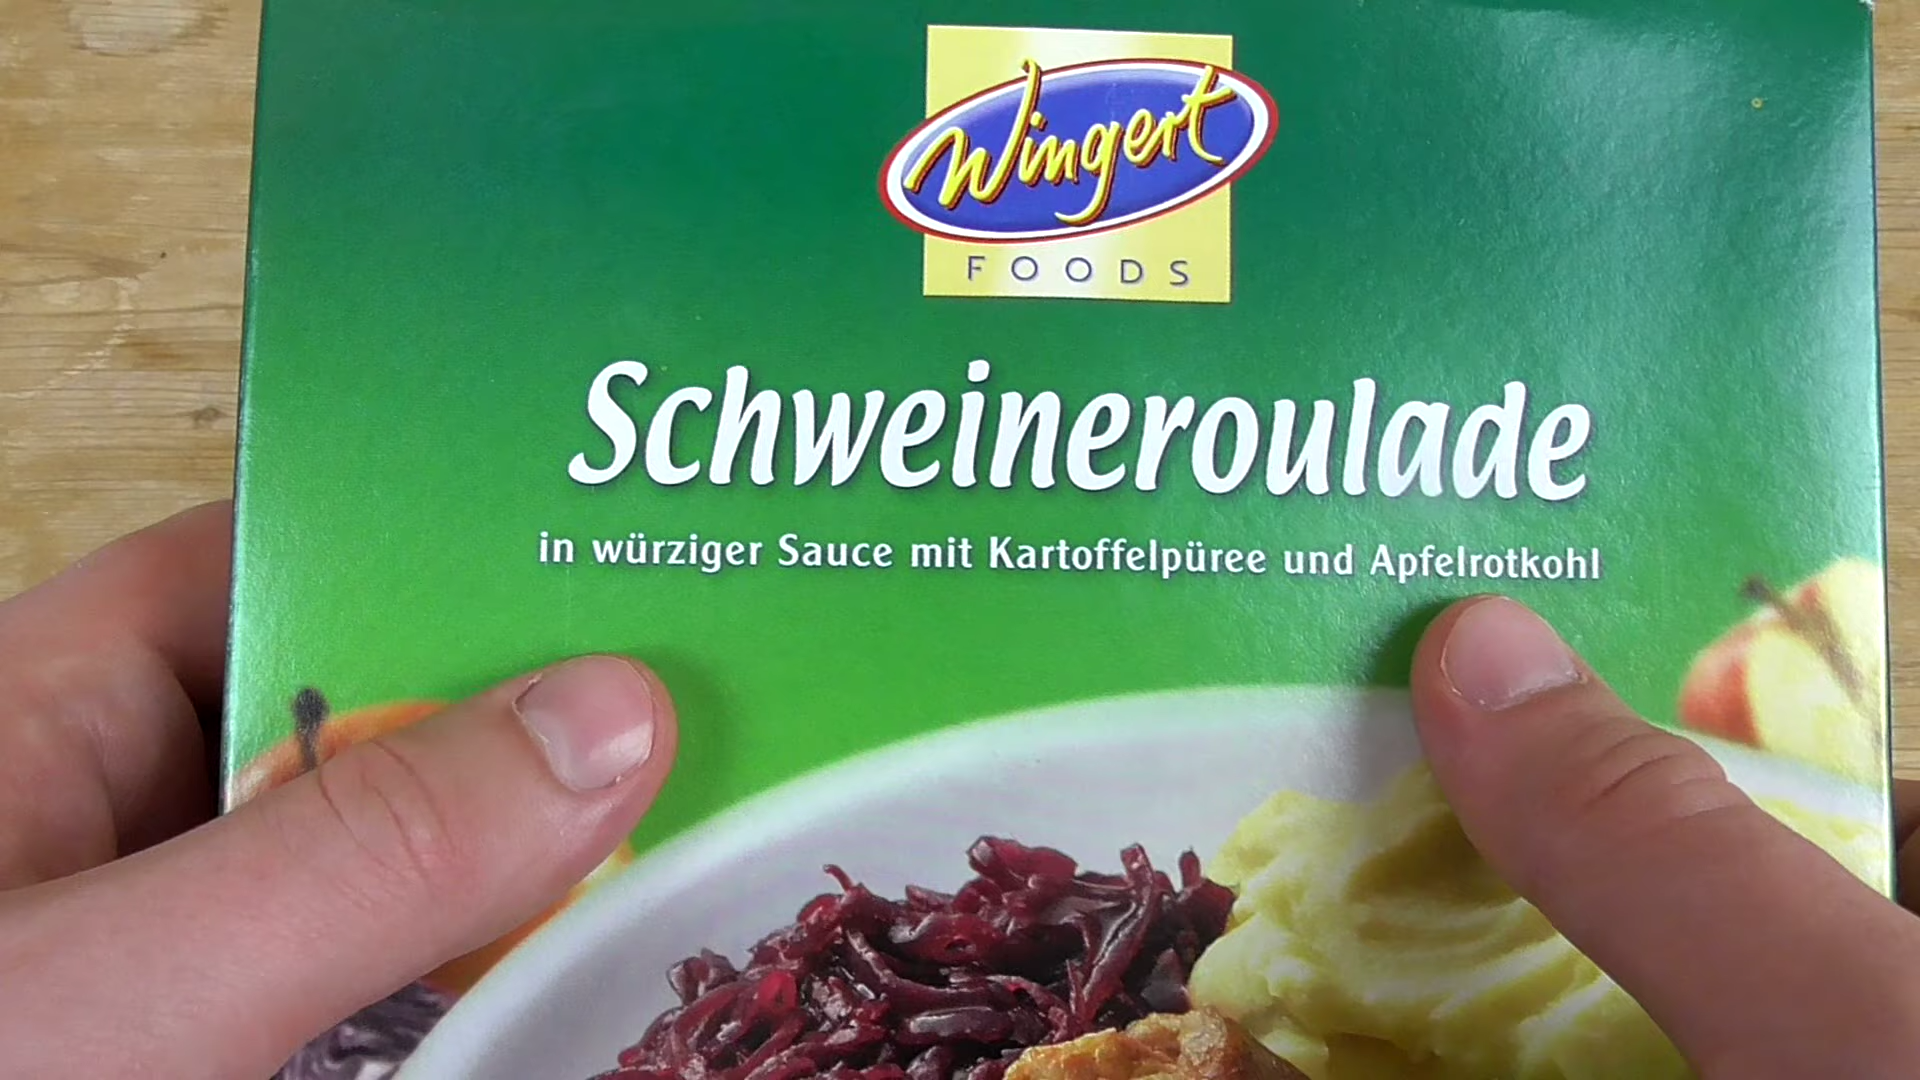 Wingert
FOODS
Schweineroulade
in würziger Sauce mit Kartoffelpüree und Apfelrotkohl